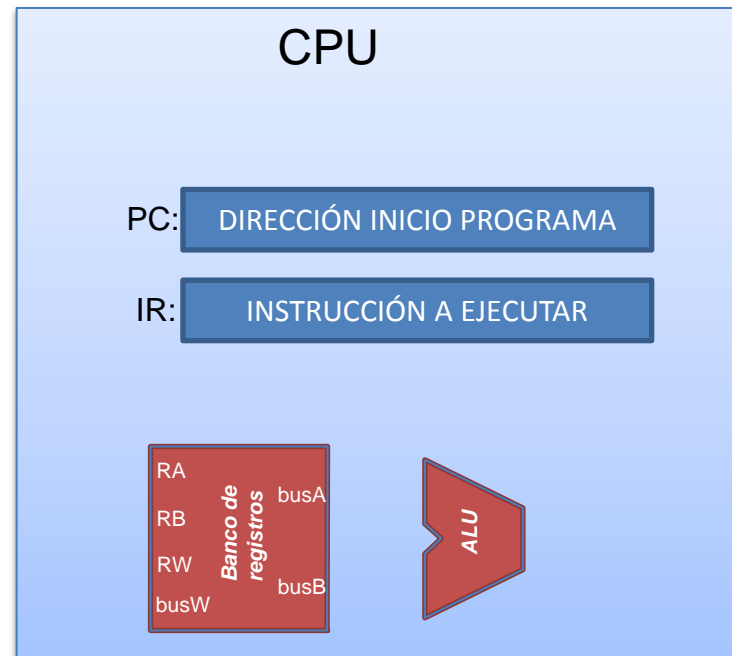 CPU
PC: DIRECCIÓN INICIO PROGRAMA
IR: INSTRUCCIÓN A EJECUTAR
RA
RB
RW
busW
Banco de
registros
busA
busB
ALU